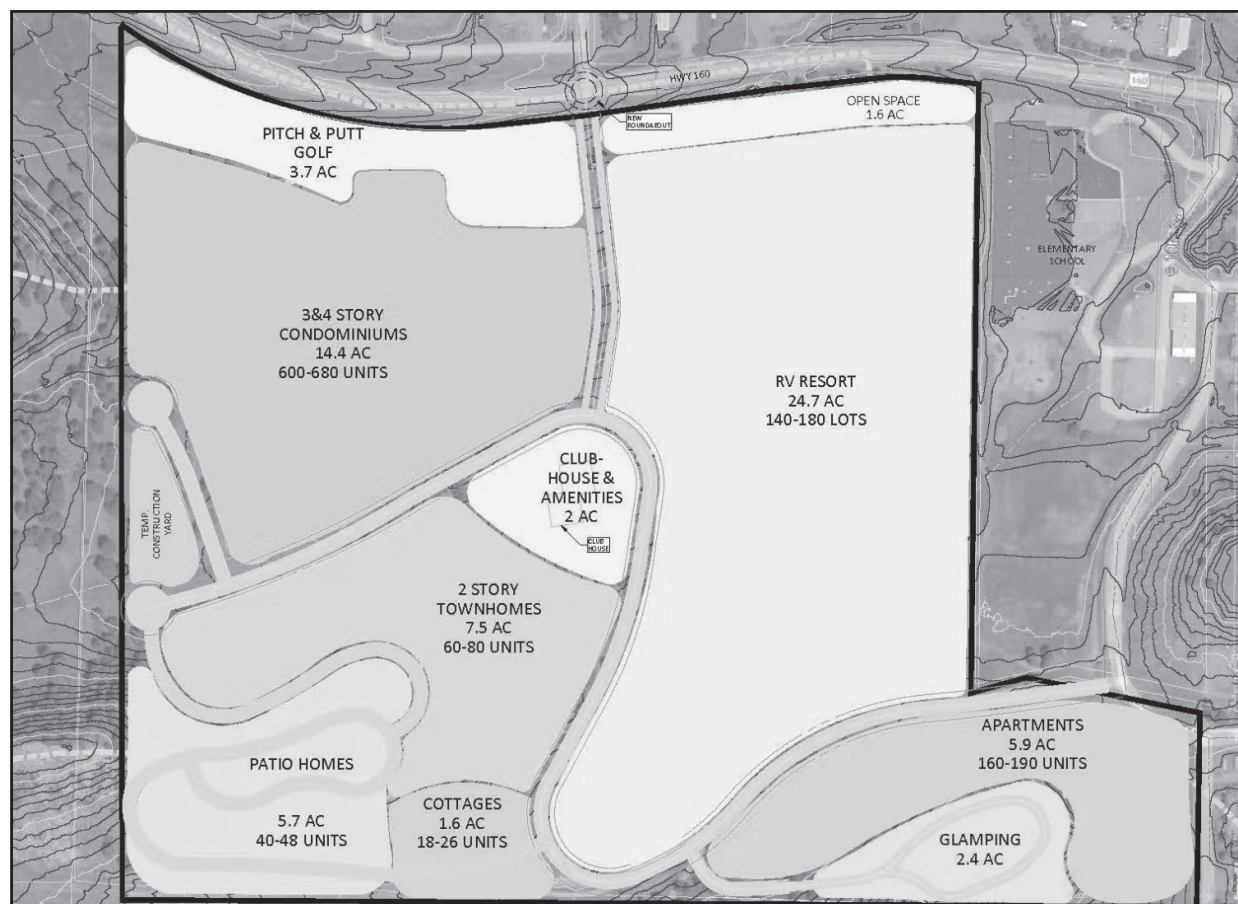 HWY 160
160
NEW
ROUNDABOUT
OPEN SPACE
1.6 AC
PITCH & PUTT
GOLF
3.7 AC
ELEMENTARY
SCHOOL
3&4 STORY
CONDOMINIUMS
14.4 AC
600-680 UNITS
RV RESORT
24.7 AC
140-180 LOTS
CLUB-
HOUSE &
AMENITIES
2 AC
CLUB
HOUSE
TEMP.
CONSTRUCTION
YARD
2 STORY
TOWNHOMES
7.5 AC
60-80 UNITS
APARTMENTS
5.9 AC
160-190 UNITS
PATIO HOMES
5.7 AC
40-48 UNITS
COTTAGES
1.6 AC
18-26 UNITS
GLAMPING
2.4 AC